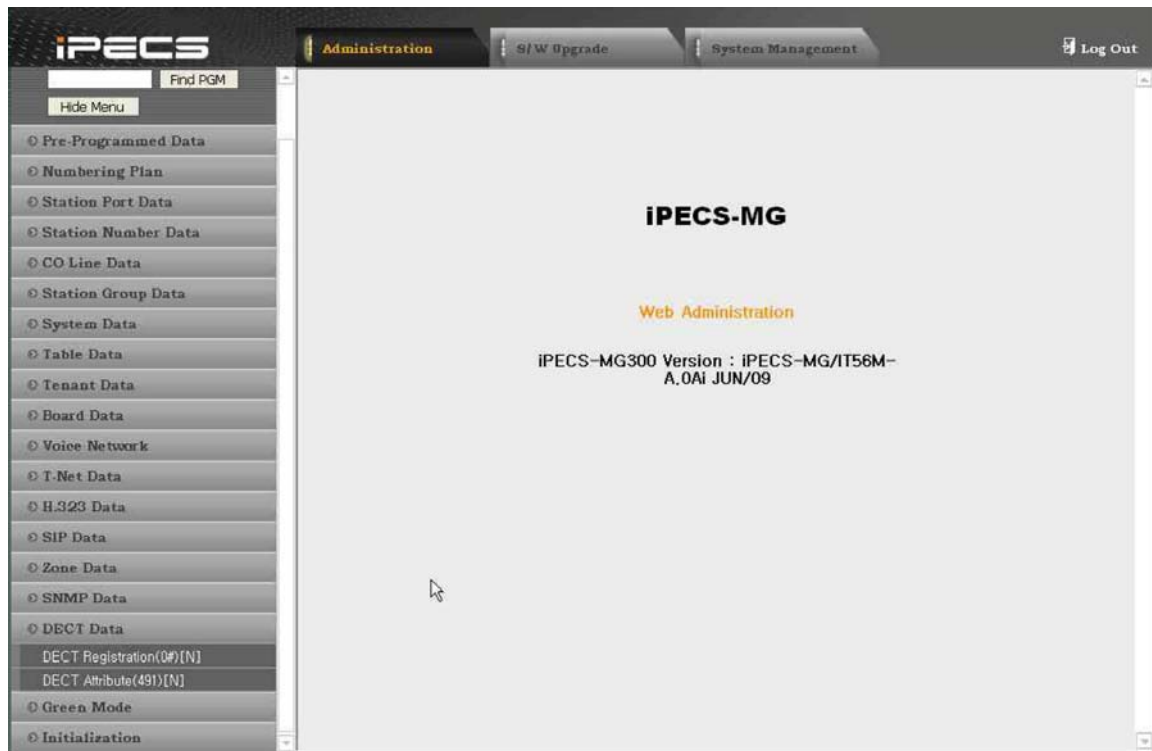 iPECS
Administration
S/W Upgrade
System Management
Log Out
Find PGM
Hide Menu
Pre-Programmed Data
Numbering Plan
Station Port Data
Station Number Data
CO Line Data
Station Group Data
System Data
Table Data
Tenant Data
Board Data
Voice Network
T-Net Data
H.323 Data
SIP Data
Zone Data
SNMP Data
DECT Data
DECT Registration(0#)[N]
DECT Attribute(491)[N]
Green Mode
Initialization
iPECS-MG
Web Administration
iPECS-MG300 Version : iPECS-MG/IT56M-
A.0Ai JUN/09